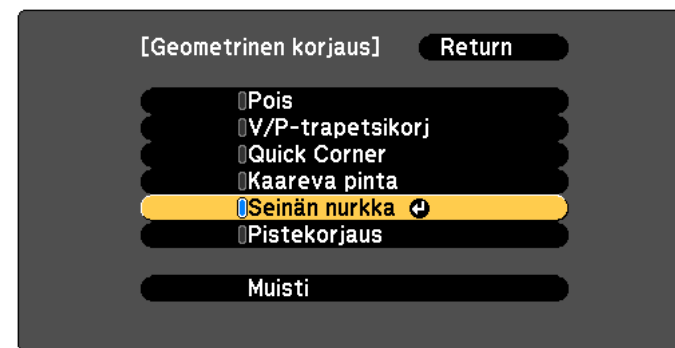 [Geometrinen korjaus] Return
Pois
V/P-trapetsikorj
Quick Corner
Kaareva pinta
Seinän nurkka
Pistekorjaus
Muisti